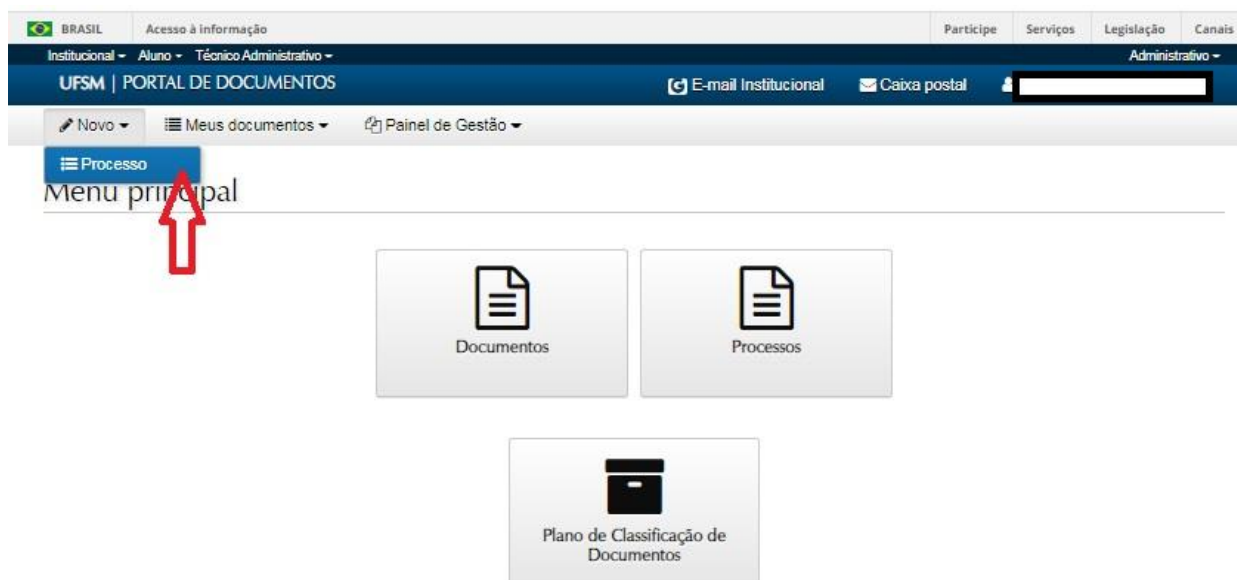 BRASIL Acesso à informação Participe Serviços Legislação Canais
Institucional Aluno Técnico Administrativo Administrativo
UFSM | PORTAL DE DOCUMENTOS E-mail Institucional Caixa postal
Novo Meus documentos Painel de Gestão
Processo
Menu principal
Documentos Processos
Plano de Classificação de
Documentos